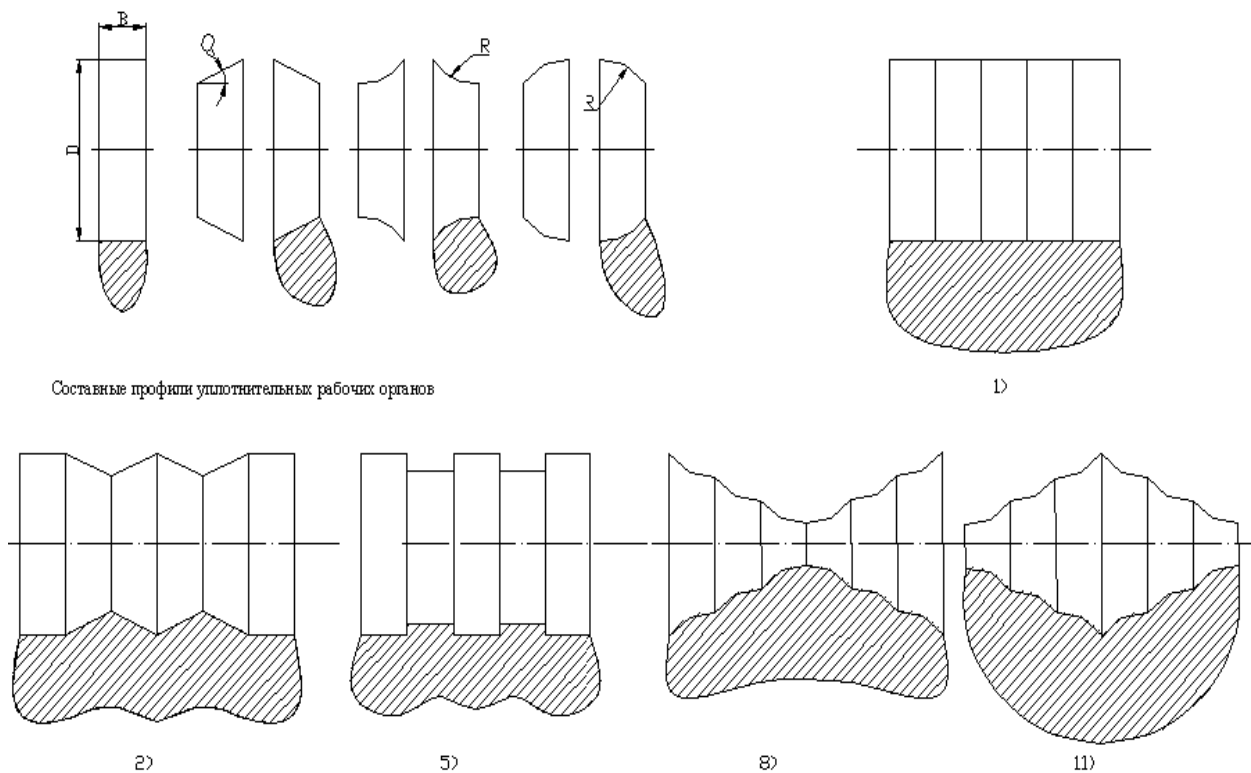 B
Q
R
R
D
1)
Составные профили уплотнительных рабочих органов
2)
5)
8)
11)